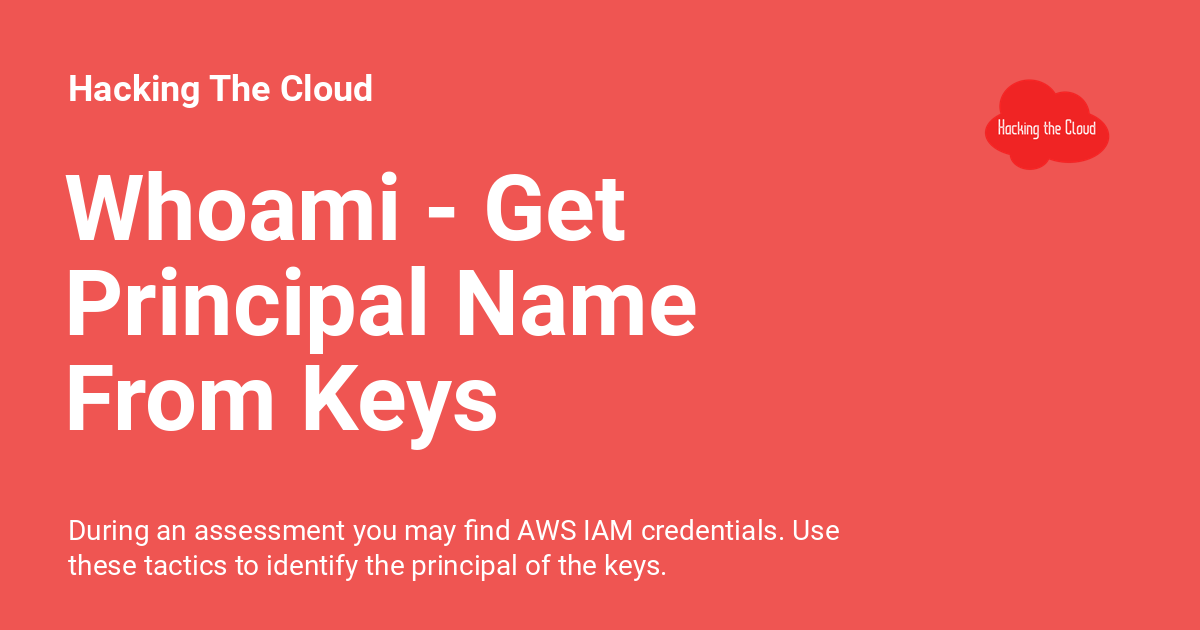 Hacking The Cloud
Hacking the Cloud
Whoami - Get
Principal Name
From Keys
During an assessment you may find AWS IAM credentials. Use
these tactics to identify the principal of the keys.